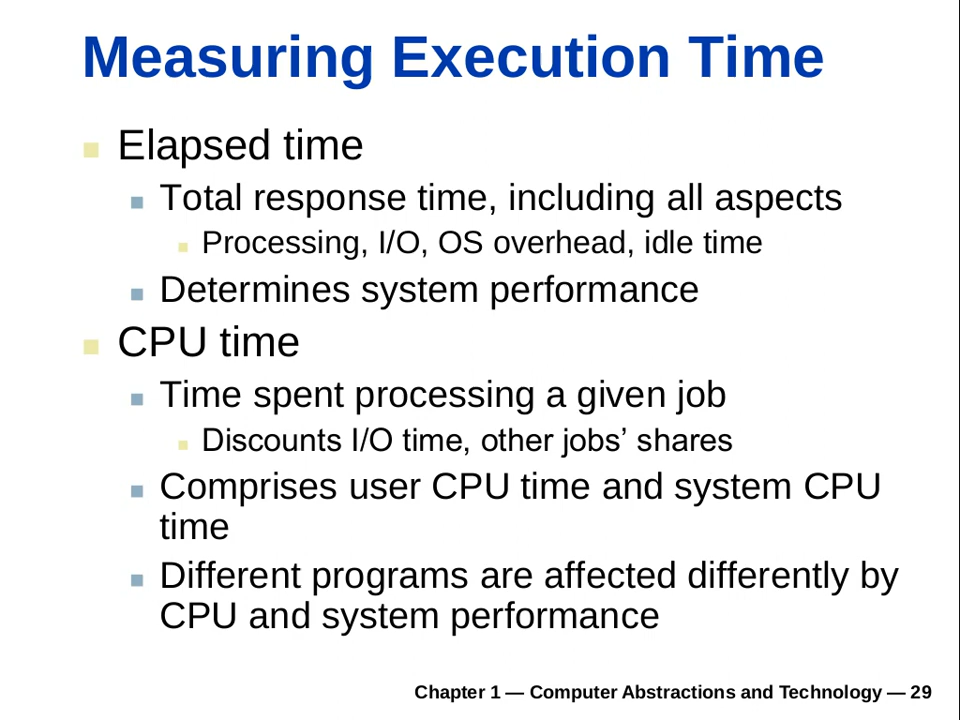 Measuring Execution Time
Elapsed time
Total response time, including all aspects
Processing, I/O, OS overhead, idle time
Determines system performance
CPU time
Time spent processing a given job
Discounts I/O time, other jobs’ shares
Comprises user CPU time and system CPU
time
Different programs are affected differently by
CPU and system performance
Chapter 1 — Computer Abstractions and Technology — 29